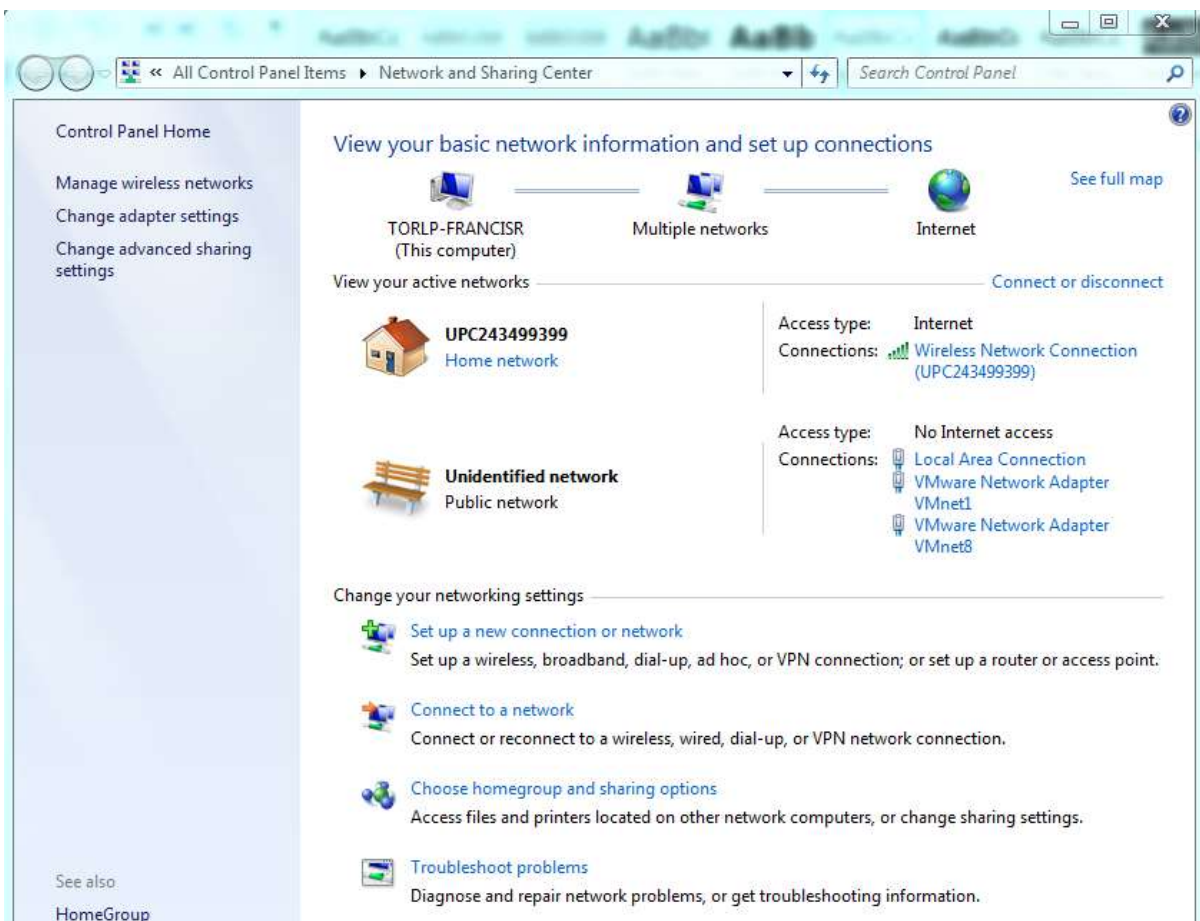 « All Control Panel Items ▸ Network and Sharing Center
Search Control Panel
Control Panel Home
Manage wireless networks
Change adapter settings
Change advanced sharing
settings
See also
HomeGroup
View your basic network information and set up connections
See full map
TORLP-FRANCISR
(This computer)
Multiple networks
Internet
View your active networks
Connect or disconnect
UPC243499399
Home network
Access type: Internet
Connections: Wireless Network Connection
(UPC243499399)
Unidentified network
Public network
Access type: No Internet access
Connections: Local Area Connection
VMware Network Adapter
VMnet1
VMware Network Adapter
VMnet8
Change your networking settings
Set up a new connection or network
Set up a wireless, broadband, dial-up, ad hoc, or VPN connection; or set up a router or access point.
Connect to a network
Connect or reconnect to a wireless, wired, dial-up, or VPN network connection.
Choose homegroup and sharing options
Access files and printers located on other network computers, or change sharing settings.
Troubleshoot problems
Diagnose and repair network problems, or get troubleshooting information.